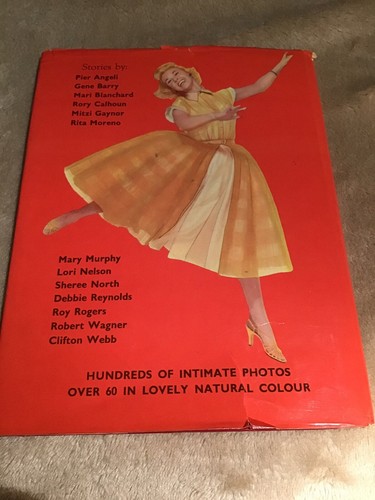 Stories by:
Pier Angeli
Gene Barry
Mari Blanchard
Rory Calhoun
Mitzi Gaynor
Rita Moreno
Mary Murphy
Lori Nelson
Sheree North
Debbie Reynolds
Roy Rogers
Robert Wagner
Clifton Webb
HUNDREDS OF INTIMATE PHOTOS
OVER 60 IN LOVELY NATURAL COLOUR